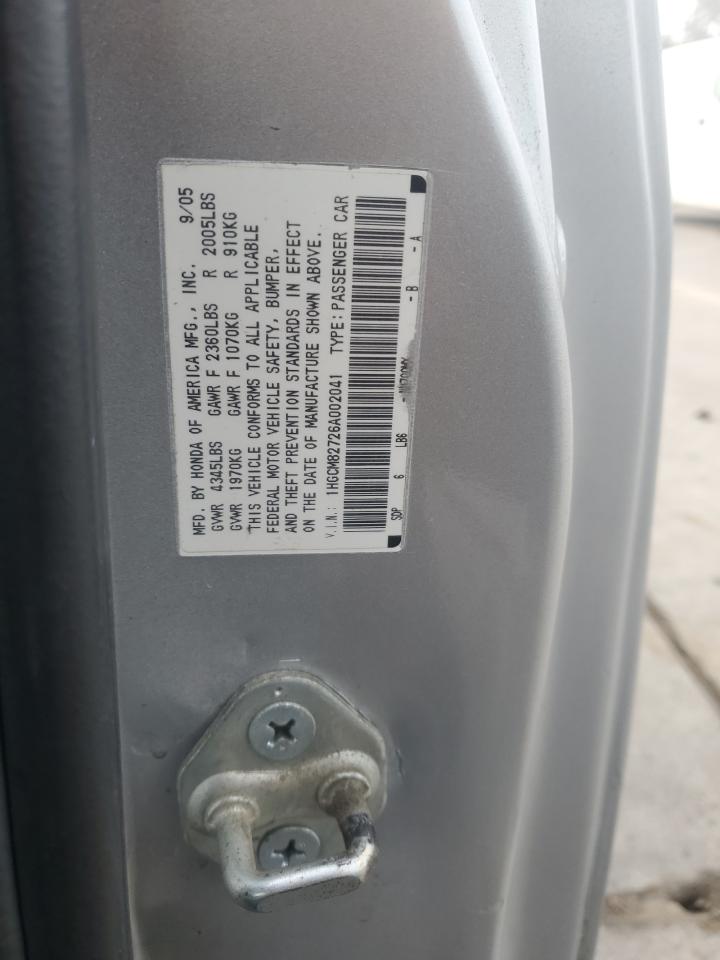 MFD. BY HONDA OF AMERICA MFG., INC. 9/05
GVWR 4345LBS GAWR F 2360LBS R 2005LBS
GVWR 1970KG GAWR F 1070KG R 910KG
THIS VEHICLE CONFORMS TO ALL APPLICABLE
FEDERAL MOTOR VEHICLE SAFETY, BUMPER,
AND THEFT PREVENTION STANDARDS IN EFFECT
ON THE DATE OF MANUFACTURE SHOWN ABOVE.
V.I.N.: 1HGCM82726A002041 TYPE: PASSENGER CAR
SDP 6 LB6 - - B - A